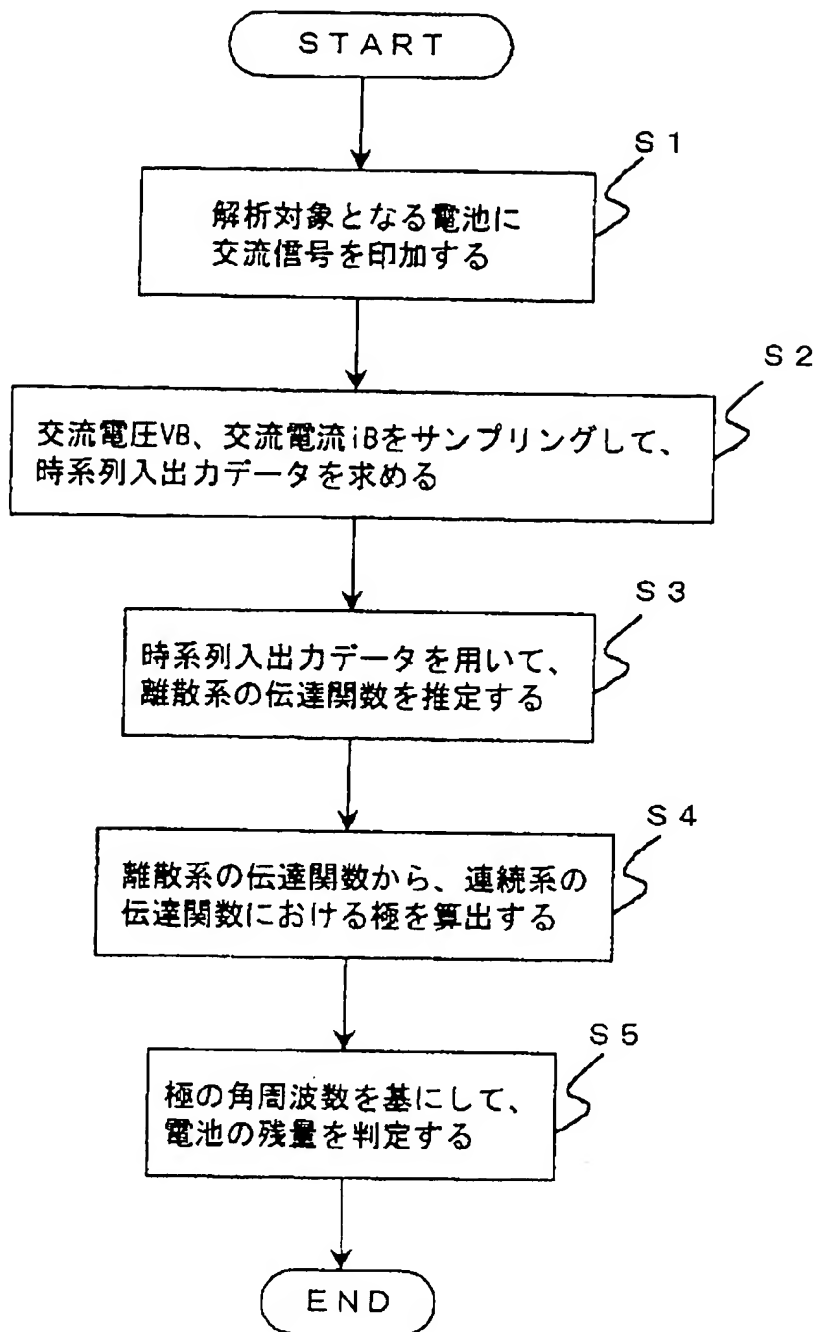 START
S1
解析対象となる電池に
交流信号を印加する
S2
交流電圧VB、交流電流iBをサンプリングして、
時系列入出力データを求める
S3
時系列入出力データを用いて、
離散系の伝達関数を推定する
S4
離散系の伝達関数から、連続系の
伝達関数における極を算出する
S5
極の角周波数を基にして、
電池の残量を判定する
END